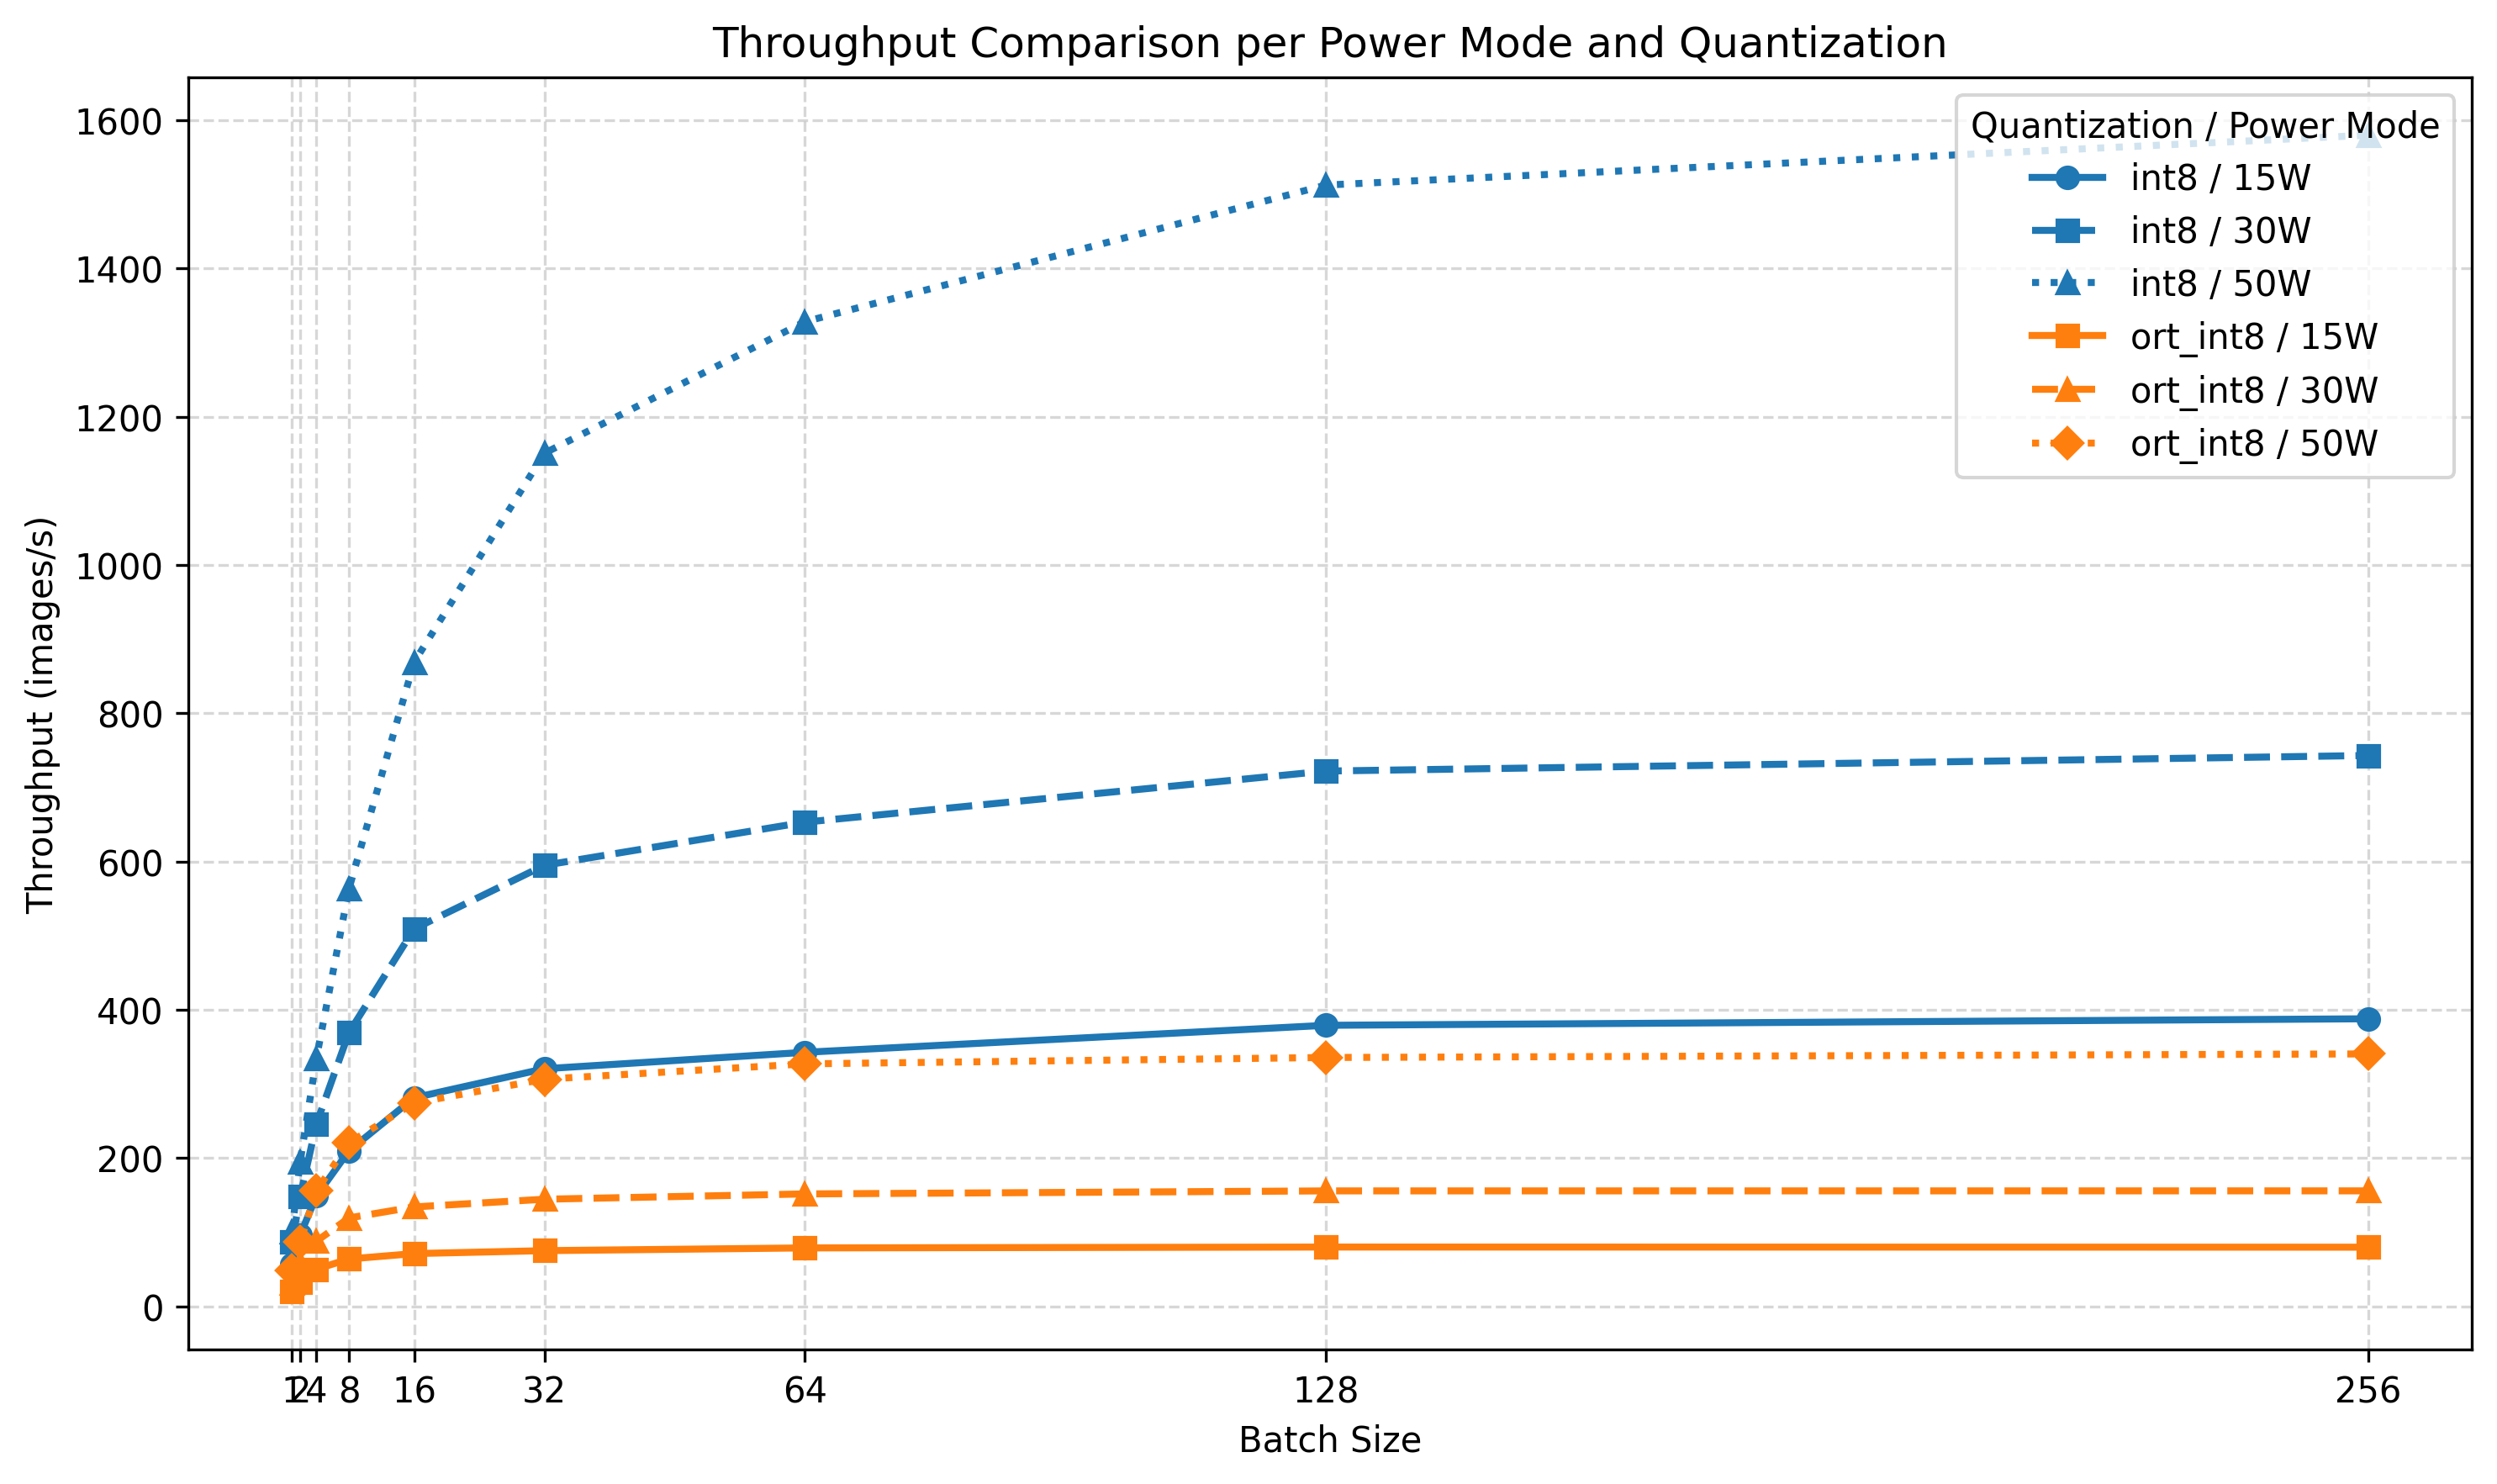 Throughput Comparison per Power Mode and Quantization
Quantization / Power Mode
int8 / 15W
int8 / 30W
int8 / 50W
ort_int8 / 15W
ort_int8 / 30W
ort_int8 / 50W
Throughput (images/s)
1600
1400
1200
1000
800
600
400
200
0
1 2 4 8 16 32 64 128 256
Batch Size